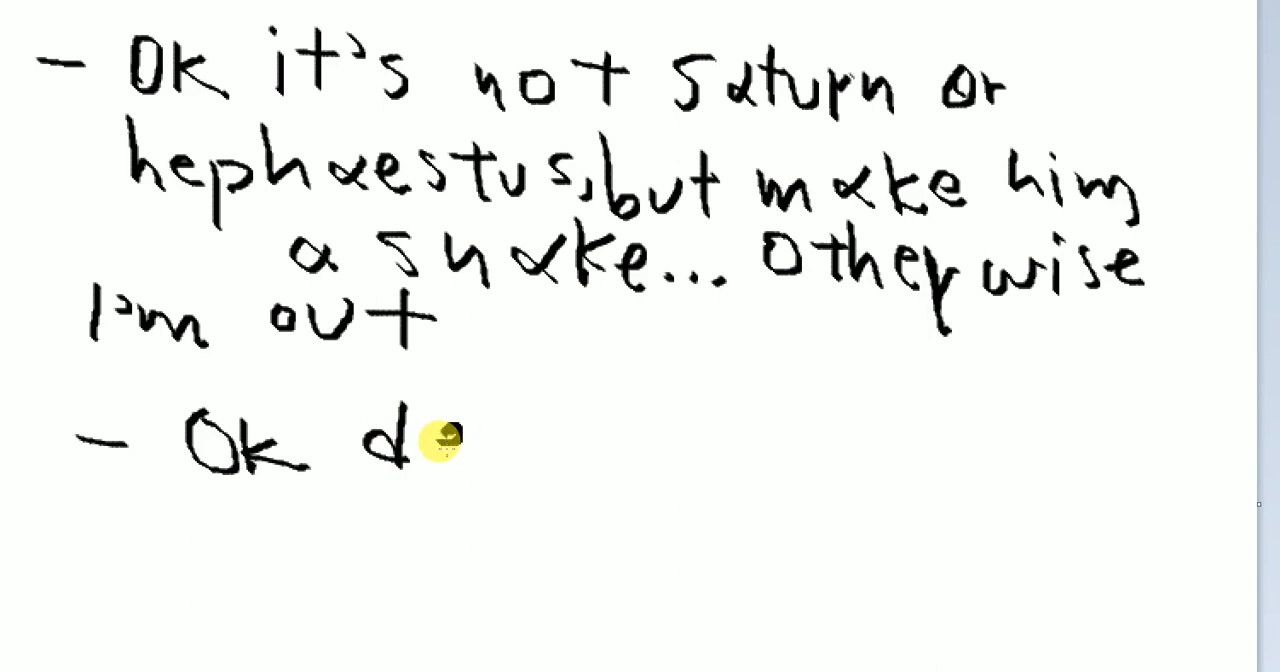 - Ok it's not Saturn or
hephaestus, but make him
a snake... Otherwise
I'm out
- Ok d